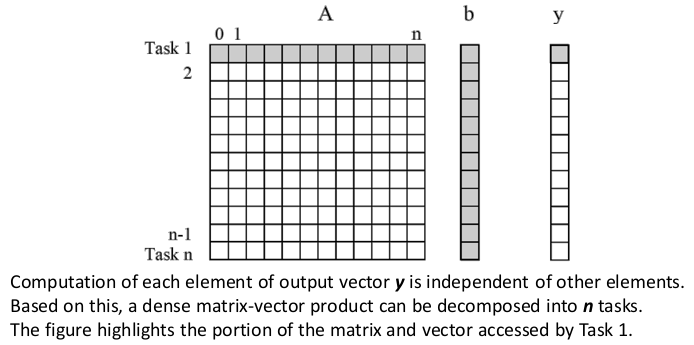 A b y
0 1 n
Task 1
2
n-1
Task n
Computation of each element of output vector y is independent of other elements.
Based on this, a dense matrix-vector product can be decomposed into n tasks.
The figure highlights the portion of the matrix and vector accessed by Task 1.